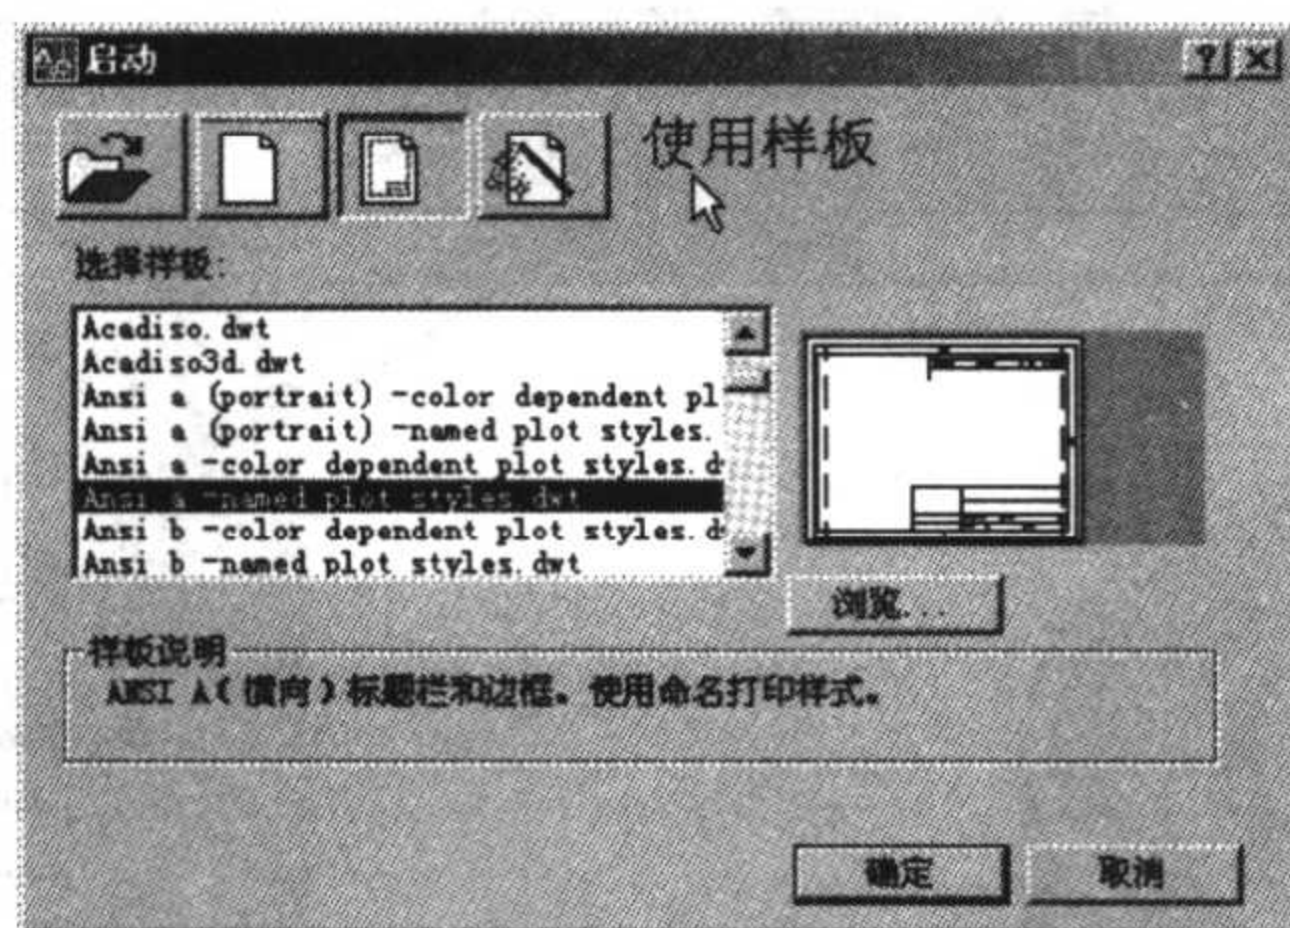 启动
使用样板
选择样板:
Acadiso.dwt
Acadiso3d.dwt
Ansi a (portrait) -color dependent pl
Ansi a (portrait) -named plot styles.
Ansi a -color dependent plot styles.d
Ansi a -named plot styles.dwt
Ansi b -color dependent plot styles.d
Ansi b -named plot styles.dwt
浏览...
样板说明
ANSI A(横向)标题栏和边框。使用命名打印样式。
确定
取消